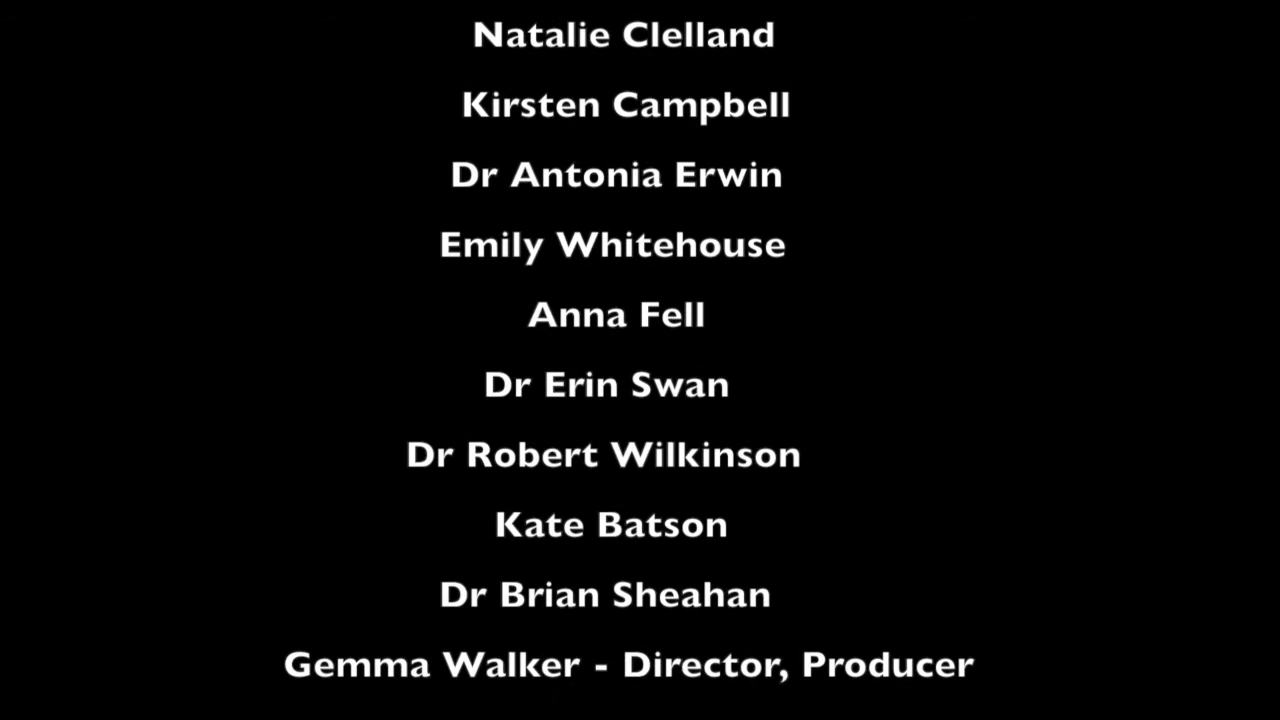 Natalie Clelland
Kirsten Campbell
Dr Antonia Erwin
Emily Whitehouse
Anna Fell
Dr Erin Swan
Dr Robert Wilkinson
Kate Batson
Dr Brian Sheahan
Gemma Walker - Director, Producer